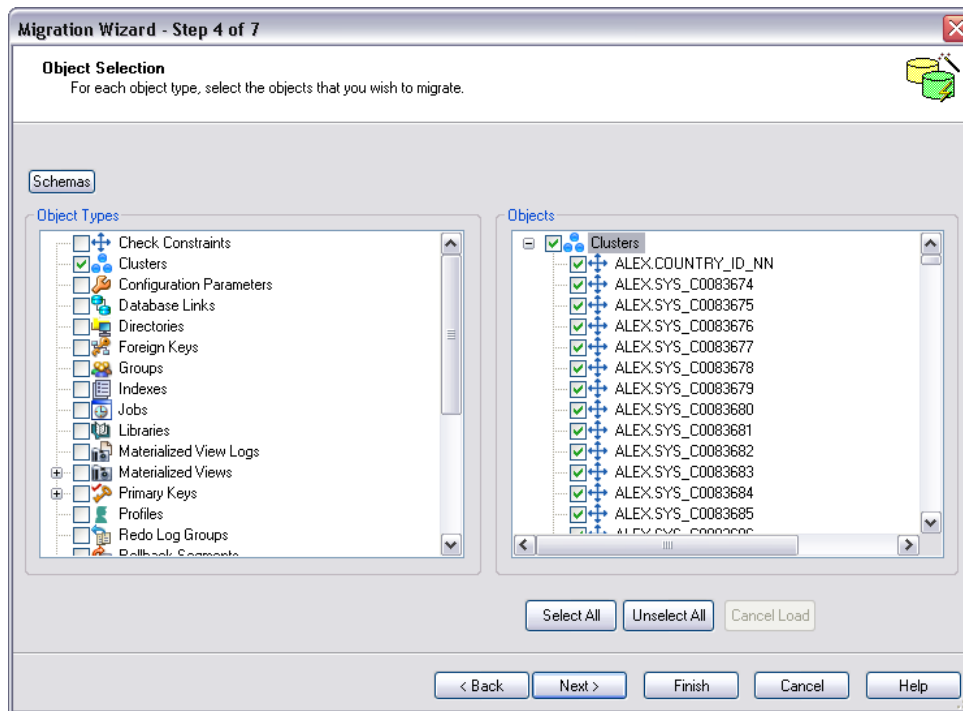 Migration Wizard - Step 4 of 7
Object Selection
For each object type, select the objects that you wish to migrate.
Schemas
Object Types
Check Constraints
Clusters
Configuration Parameters
Database Links
Directories
Foreign Keys
Groups
Indexes
Jobs
Libraries
Materialized View Logs
Materialized Views
Primary Keys
Profiles
Redo Log Groups
Rollback Segments
Objects
Clusters
ALEX.COUNTRY_ID_NN
ALEX.SYS_C0083674
ALEX.SYS_C0083675
ALEX.SYS_C0083676
ALEX.SYS_C0083677
ALEX.SYS_C0083678
ALEX.SYS_C0083679
ALEX.SYS_C0083680
ALEX.SYS_C0083681
ALEX.SYS_C0083682
ALEX.SYS_C0083683
ALEX.SYS_C0083684
ALEX.SYS_C0083685
ALEX.SYS_C0083686
Select All Unselect All Cancel Load
< Back Next > Finish Cancel Help